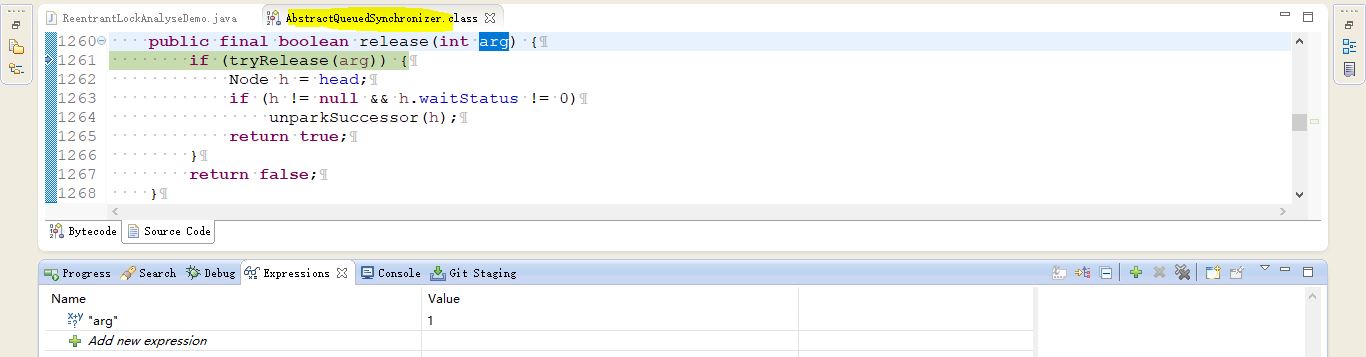 ReentrantLockAnalyseDemo.java
AbstractQueuedSynchronizer.class
1260 public final boolean release(int arg) {
1261 if (tryRelease(arg)) {
1262 Node h = head;
1263 if (h != null && h.waitStatus != 0)
1264 unparkSuccessor(h);
1265 return true;
1266 }
1267 return false;
1268 }
Bytecode Source Code
Progress Search Debug Expressions Console Git Staging
Name Value
"arg" 1
Add new expression